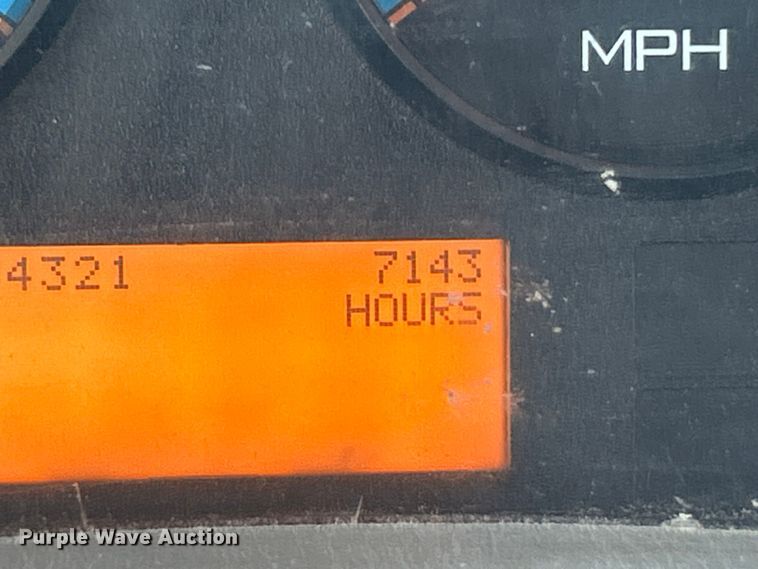 MPH
4321 7143
HOURS
Purple Wave Auction